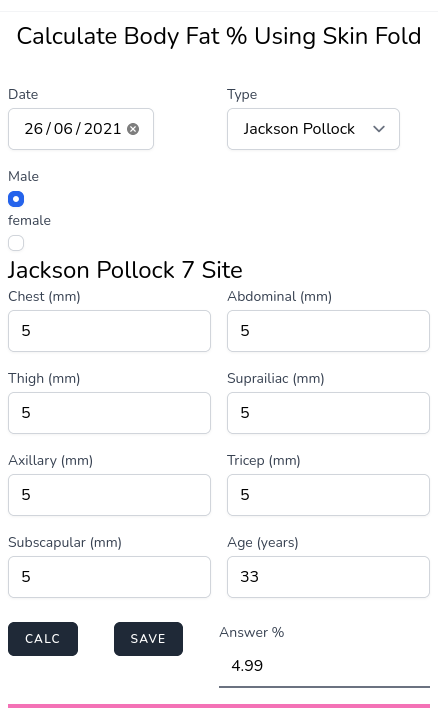 Calculate Body Fat % Using Skin Fold
Date Type
26/06/2021 Jackson Pollock
Male
female
Jackson Pollock 7 Site
Chest (mm) Abdominal (mm)
5 5
Thigh (mm) Suprailiac (mm)
5 5
Axillary (mm) Tricep (mm)
5 5
Subscapular (mm) Age (years)
5 33
CALC SAVE Answer %
4.99